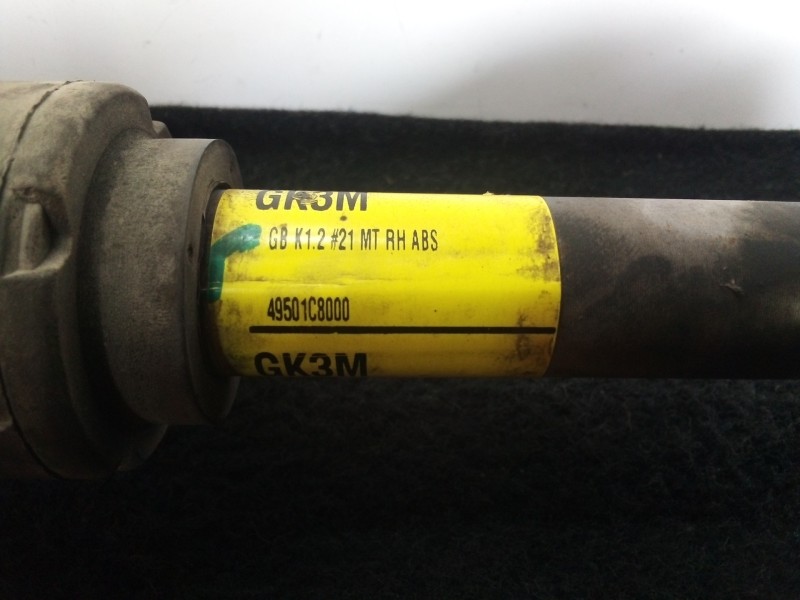 GK3M
GB K1.2 #21 MT RH ABS
49501C8000
GK3M